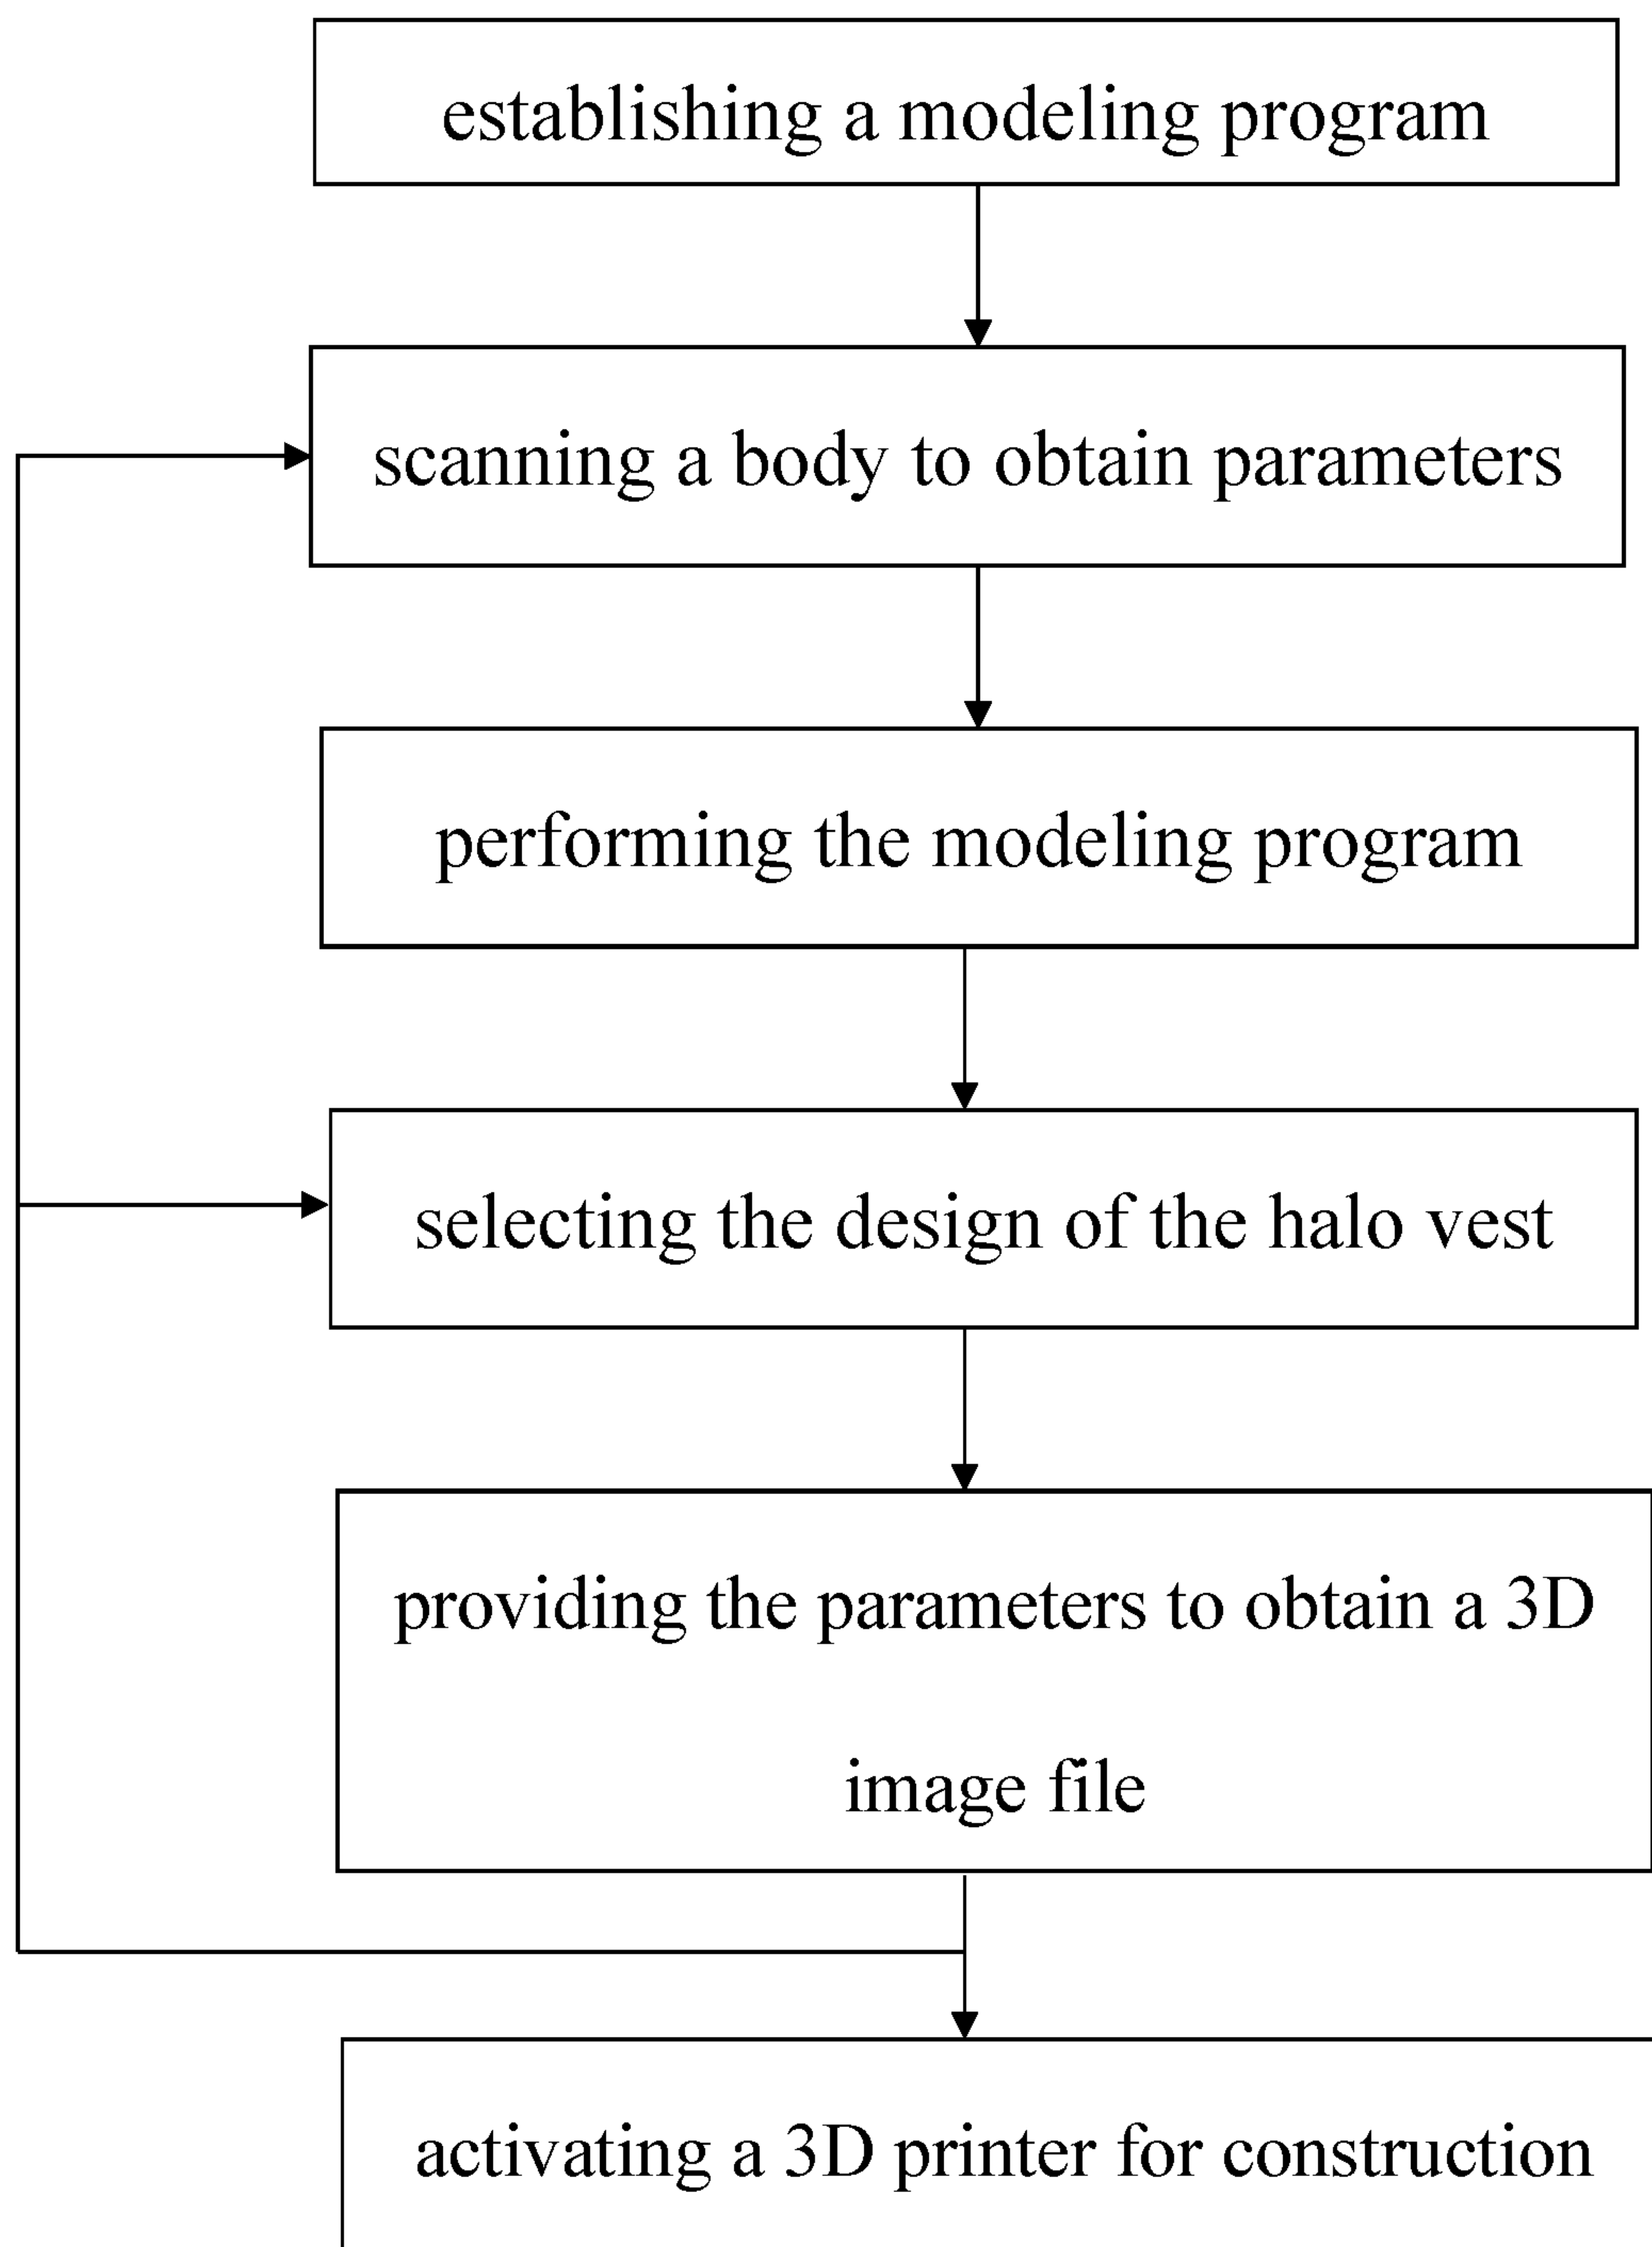 establishing a modeling program
scanning a body to obtain parameters
performing the modeling program
selecting the design of the halo vest
providing the parameters to obtain a 3D
image file
activating a 3D printer for construction